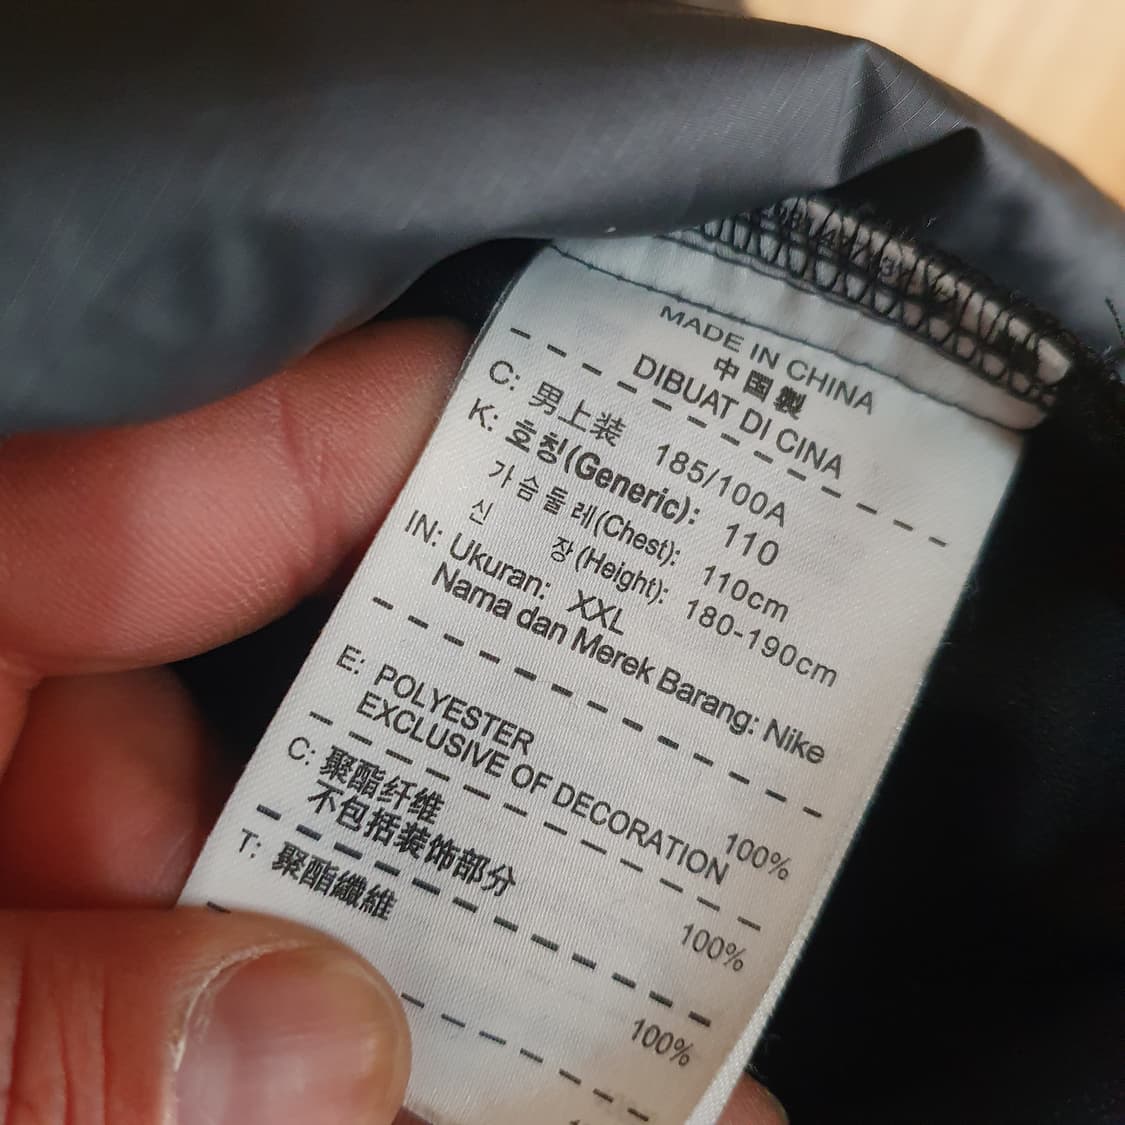 MADE IN CHINA
中國製
DIBUAT DI CINA
C: 男上装 185/100A
K: 호칭(Generic): 110
가슴둘레(Chest): 110cm
신 장(Height): 180-190cm
IN: Ukuran: XXL
Nama dan Merek Barang: Nike
E: POLYESTER 100%
EXCLUSIVE OF DECORATION
C: 聚酯纤维 100%
不包括装饰部分
T: 聚酯纖維 100%